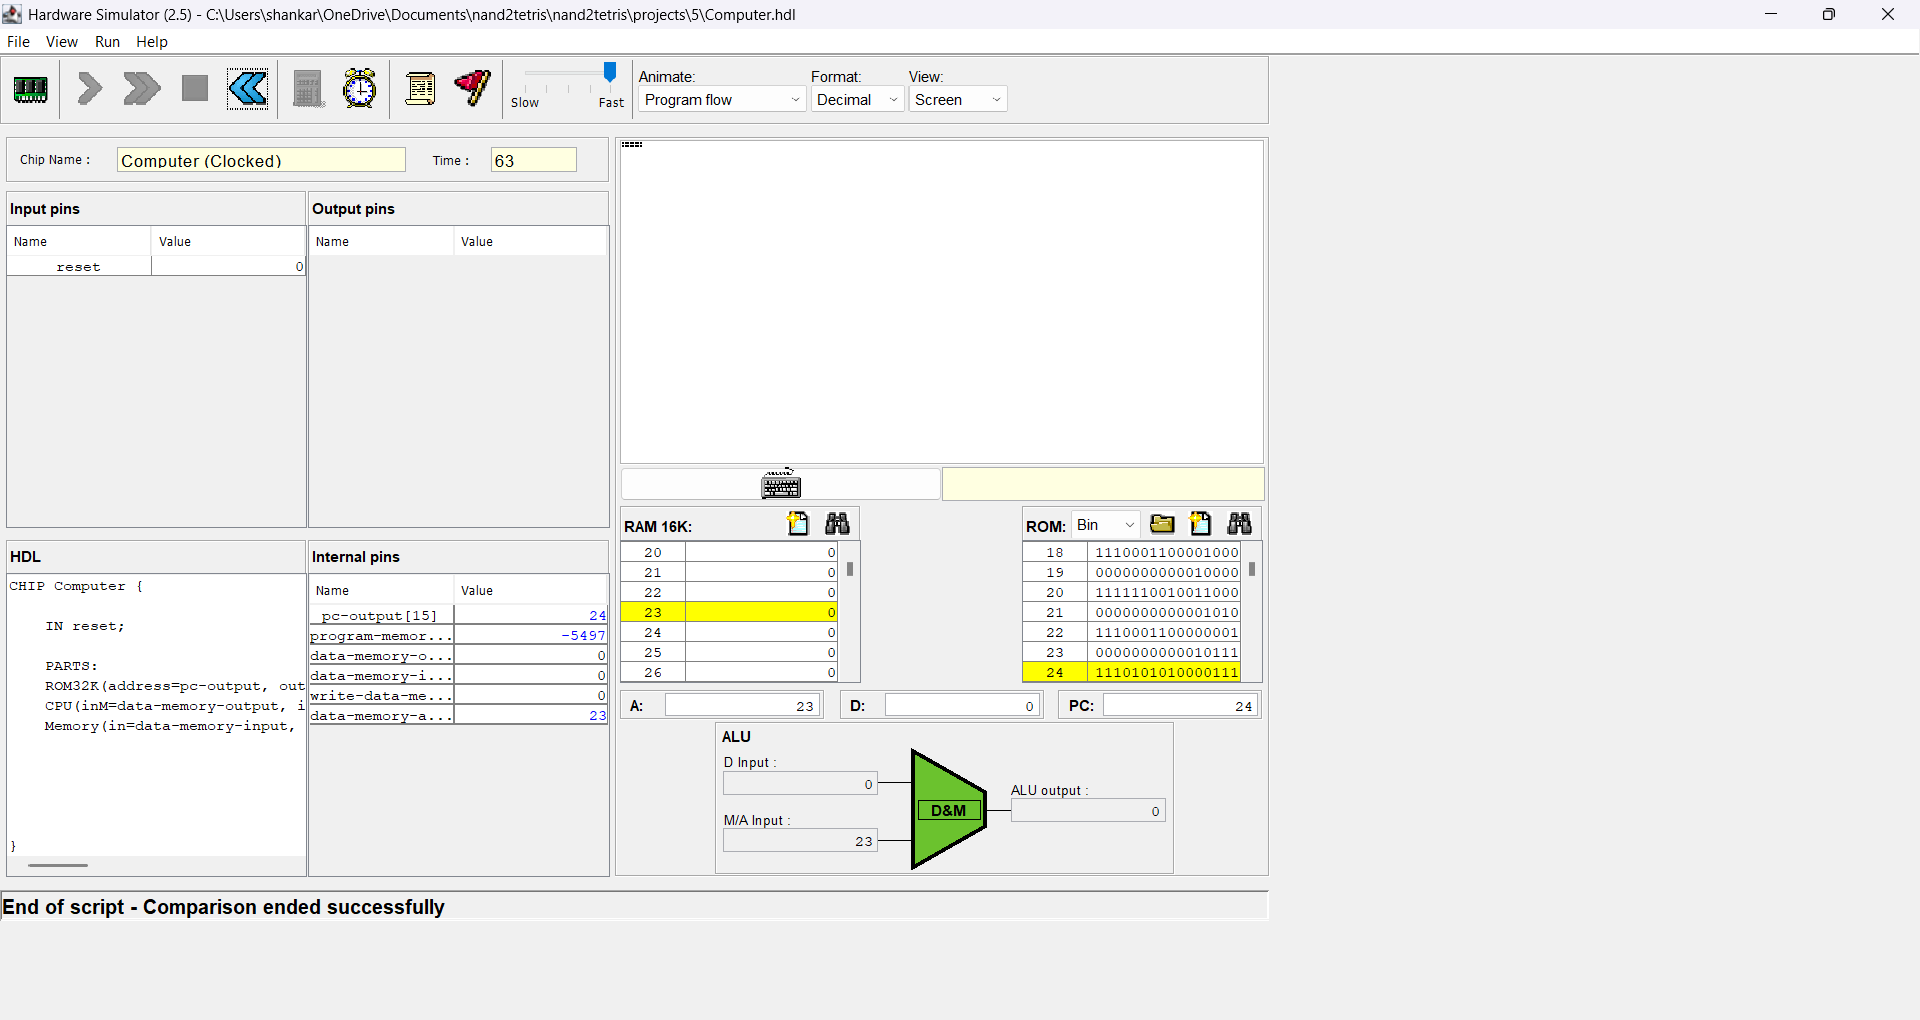 Hardware Simulator (2.5) - C:\Users\shankar\OneDrive\Documents\nand2tetris\nand2tetris\projects\5\Computer.hdl
File View Run Help
Slow Fast
Animate: Format: View:
Program flow Decimal Screen
Chip Name : Computer (Clocked) Time : 63
Input pins
Name Value
reset 0
Output pins
Name Value
HDL
CHIP Computer {
IN reset;
PARTS:
ROM32K(address=pc-output, out
CPU(inM=data-memory-output, i
Memory(in=data-memory-input,
}
Internal pins
Name Value
pc-output[15] 24
program-memor... -5497
data-memory-o... 0
data-memory-i... 0
write-data-me... 0
data-memory-a... 23
RAM 16K:
20 0
21 0
22 0
23 0
24 0
25 0
26 0
ROM: Bin
18 1110001100001000
19 0000000000010000
20 1111110010011000
21 0000000000001010
22 1110001100000001
23 0000000000010111
24 1110101010000111
A: 23 D: 0 PC: 24
ALU
D Input :
0
M/A Input :
23
D&M
ALU output :
0
End of script - Comparison ended successfully